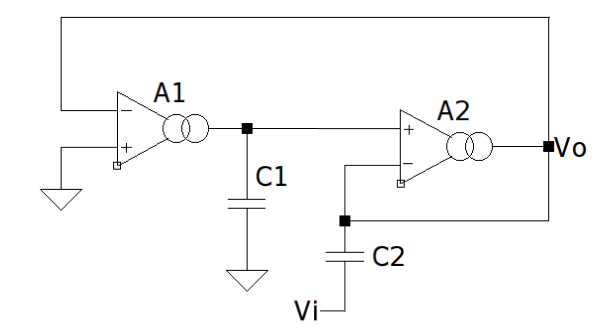 A1
A2
−
+
+
−
Vo
C1
C2
Vi